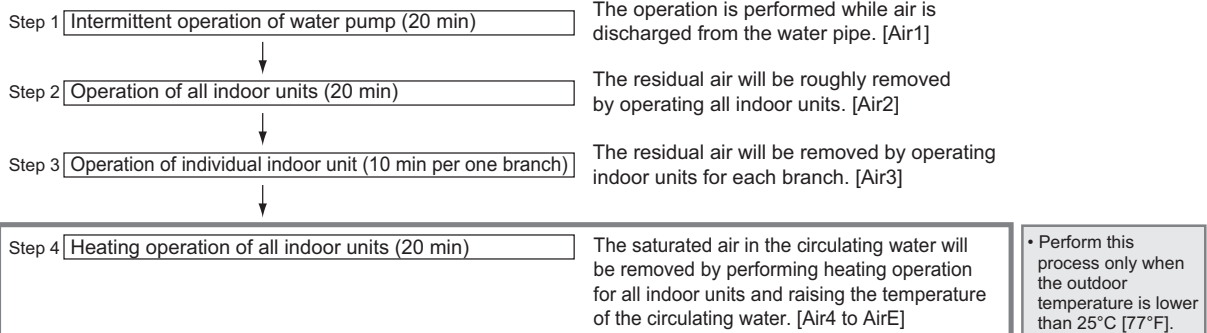 Step 1 Intermittent operation of water pump (20 min)
The operation is performed while air is
discharged from the water pipe. [Air1]
Step 2 Operation of all indoor units (20 min)
The residual air will be roughly removed
by operating all indoor units. [Air2]
Step 3 Operation of individual indoor unit (10 min per one branch)
The residual air will be removed by operating
indoor units for each branch. [Air3]
Step 4 Heating operation of all indoor units (20 min)
The saturated air in the circulating water will
be removed by performing heating operation
for all indoor units and raising the temperature
of the circulating water. [Air4 to AirE]
• Perform this
process only when
the outdoor
temperature is lower
than 25°C [77°F].